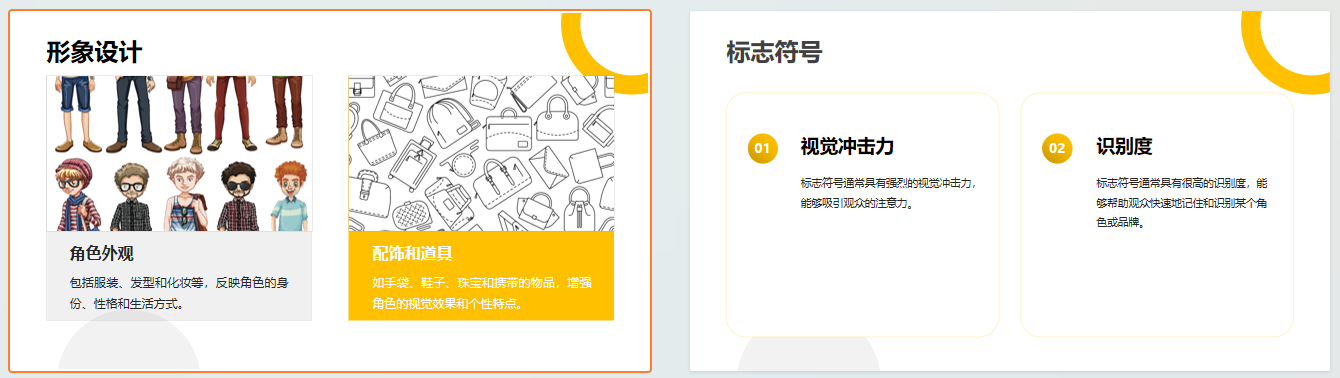 形象设计
角色外观
包括服装、发型和化妆等，反映角色的身
份、性格和生活方式。
配饰和道具
如手袋、鞋子、珠宝和携带的物品，增强
角色的视觉效果和个性特点。
标志符号
01
视觉冲击力
标志符号通常具有强烈的视觉冲击力，
能够吸引观众的注意力。
02
识别度
标志符号通常具有很高的识别度，能
够帮助观众快速地记住和识别某个角
色或品牌。